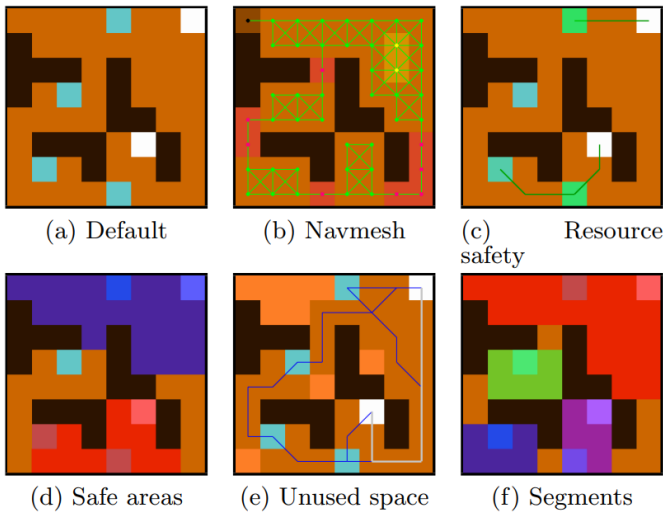 (a) Default
(b) Navmesh
(c) Resource
safety
(d) Safe areas
(e) Unused space
(f) Segments